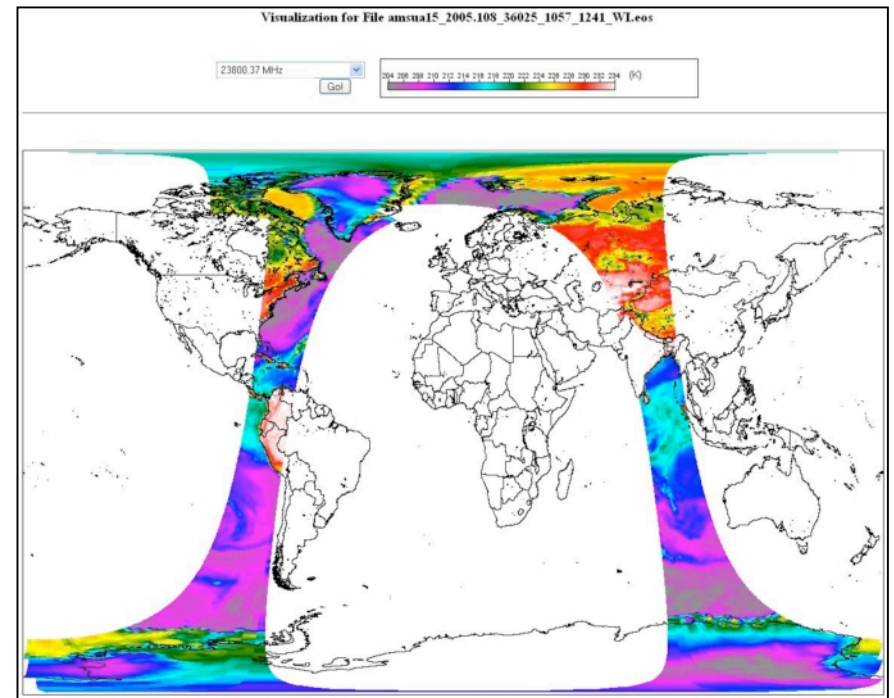 Visualization for File amsua15_2005.108_36025_1057_1241_WI.eos
23800.37 MHz
Go!
204 206 208 210 212 214 216 218 220 222 224 226 228 230 232 234 (K)